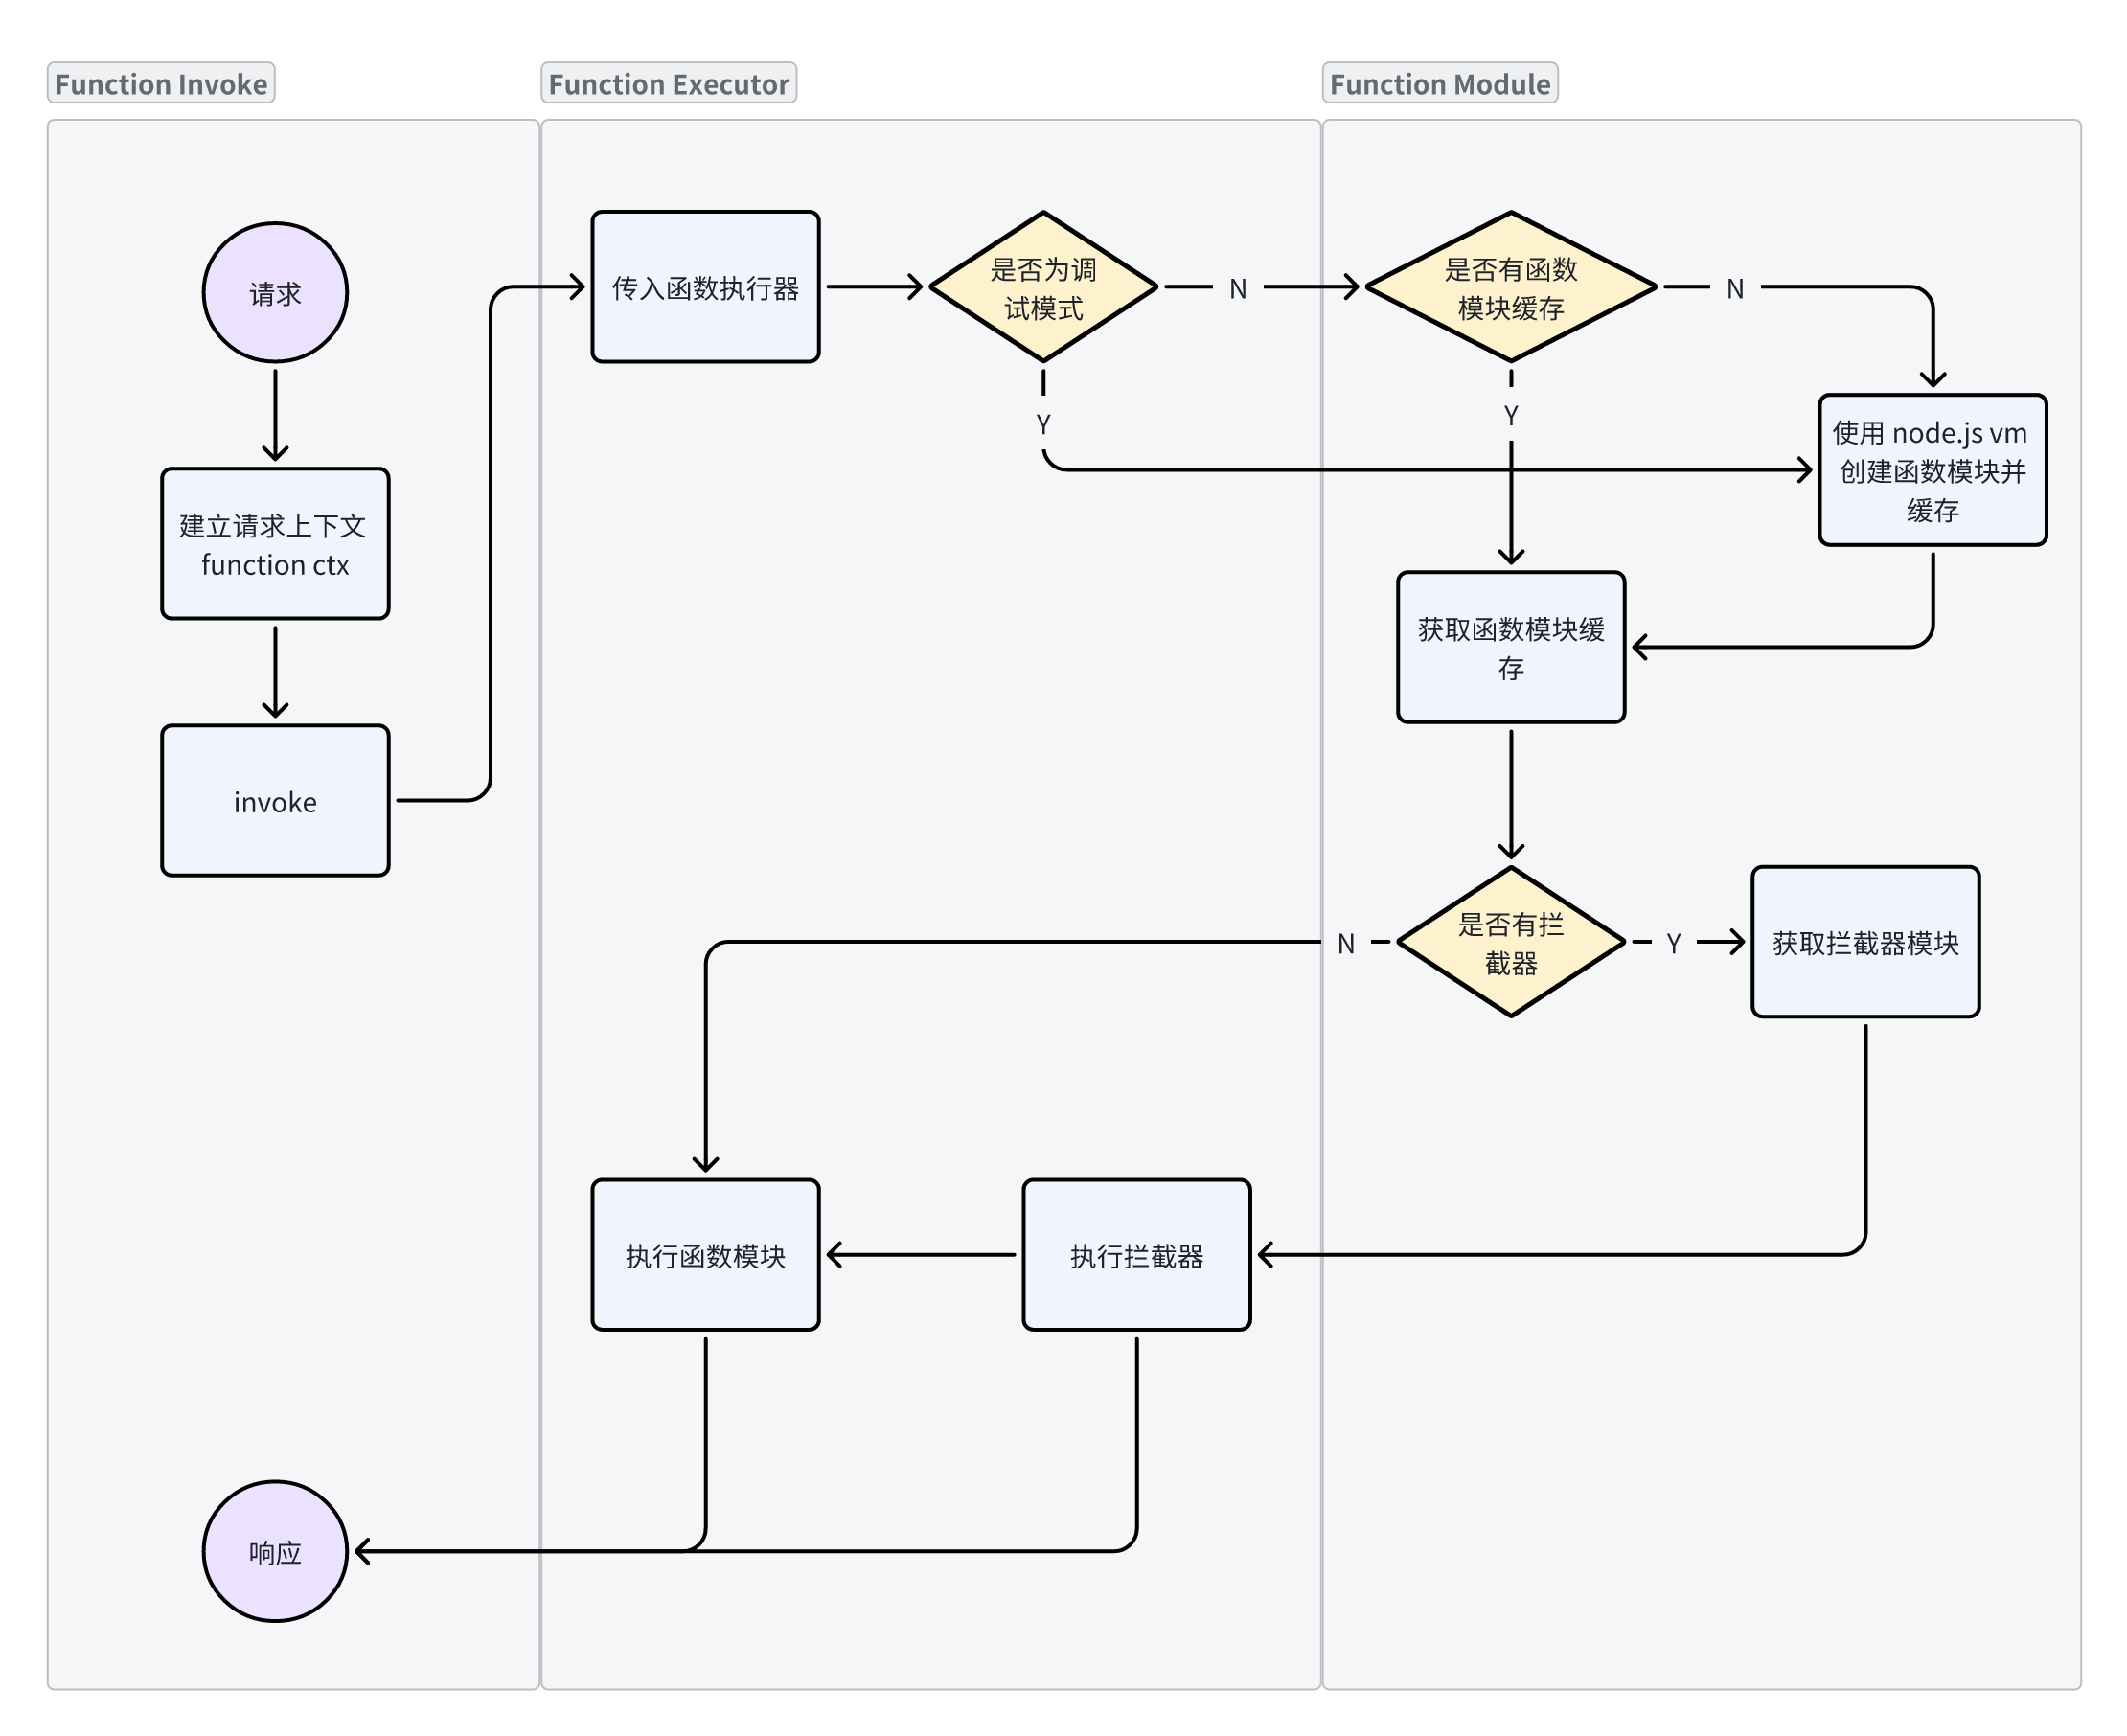 Function Invoke
Function Executor
Function Module
请求
建立请求上下文
function ctx
invoke
传入函数执行器
是否为调
试模式
N
Y
是否有函数
模块缓存
N
Y
使用 node.js vm
创建函数模块并
缓存
获取函数模块缓
存
是否有拦
截器
N
Y
获取拦截器模块
执行函数模块
执行拦截器
响应